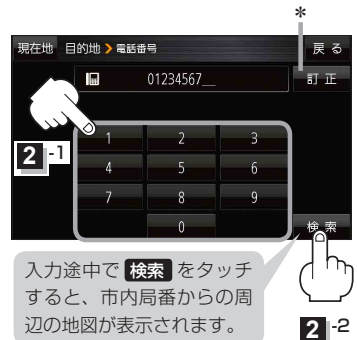 *
現在地 目的地 > 電話番号 戻 る
01234567__ 訂 正
1 2 3
4 5 6
7 8 9
0 検 索
2 -1
入力途中で 検索 をタッチ
すると、市内局番からの周
辺の地図が表示されます。
2 -2